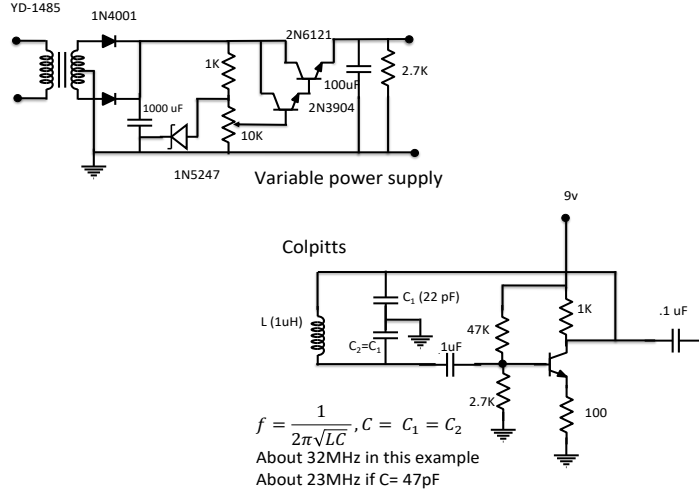 YD-1485
1N4001
2N6121
1K
100uF
2.7K
1000 uF
2N3904
10K
1N5247
Variable power supply
9v
Colpitts
C₁ (22 pF)
1K
.1 uF
L (1uH)
47K
C₂=C₁
.1uF
2.7K
100
f = 1/(2π√LC), C = C₁ = C₂
About 32MHz in this example
About 23MHz if C= 47pF